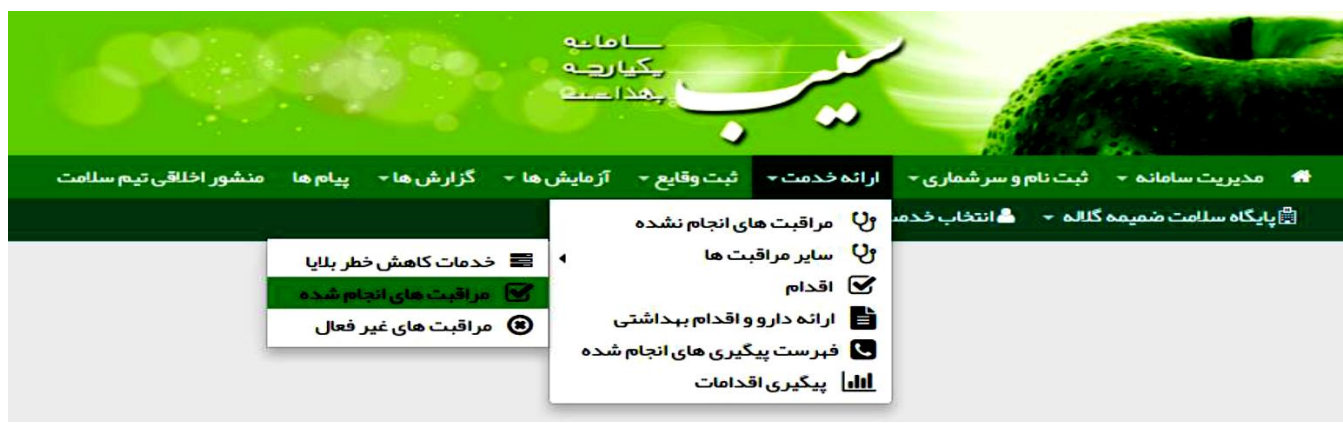 سامانه
یکپارچه
بهداشت
سیب
مدیریت سامانه ثبت نام و سرشماری ارائه خدمت ثبت وقایع آزمایش ها گزارش ها پیام ها منشور اخلاقی تیم سلامت
پایگاه سلامت ضمیمه گلاله انتخاب خدمت
مراقبت های انجام نشده
سایر مراقبت ها
اقدام
ارائه دارو و اقدام بهداشتی
فهرست پیگیری های انجام شده
پیگیری اقدامات
خدمات کاهش خطر بلایا
مراقبت های انجام شده
مراقبت های غیر فعال